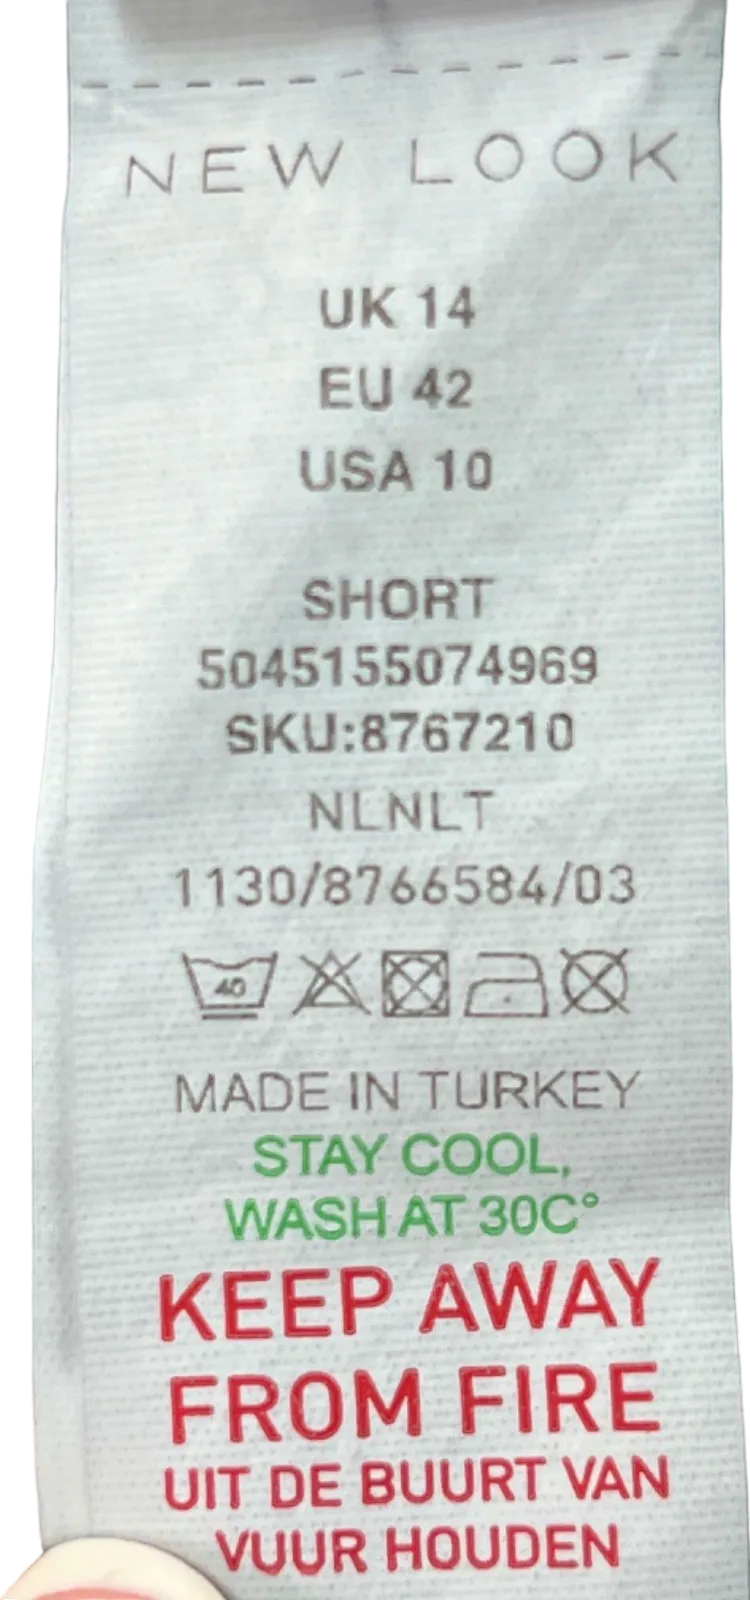 NEW LOOK
UK 14
EU 42
USA 10
SHORT
5045155074969
SKU:8767210
NLNLT
1130/8766584/03
40
MADE IN TURKEY
STAY COOL,
WASH AT 30C°
KEEP AWAY
FROM FIRE
UIT DE BUURT VAN
VUUR HOUDEN